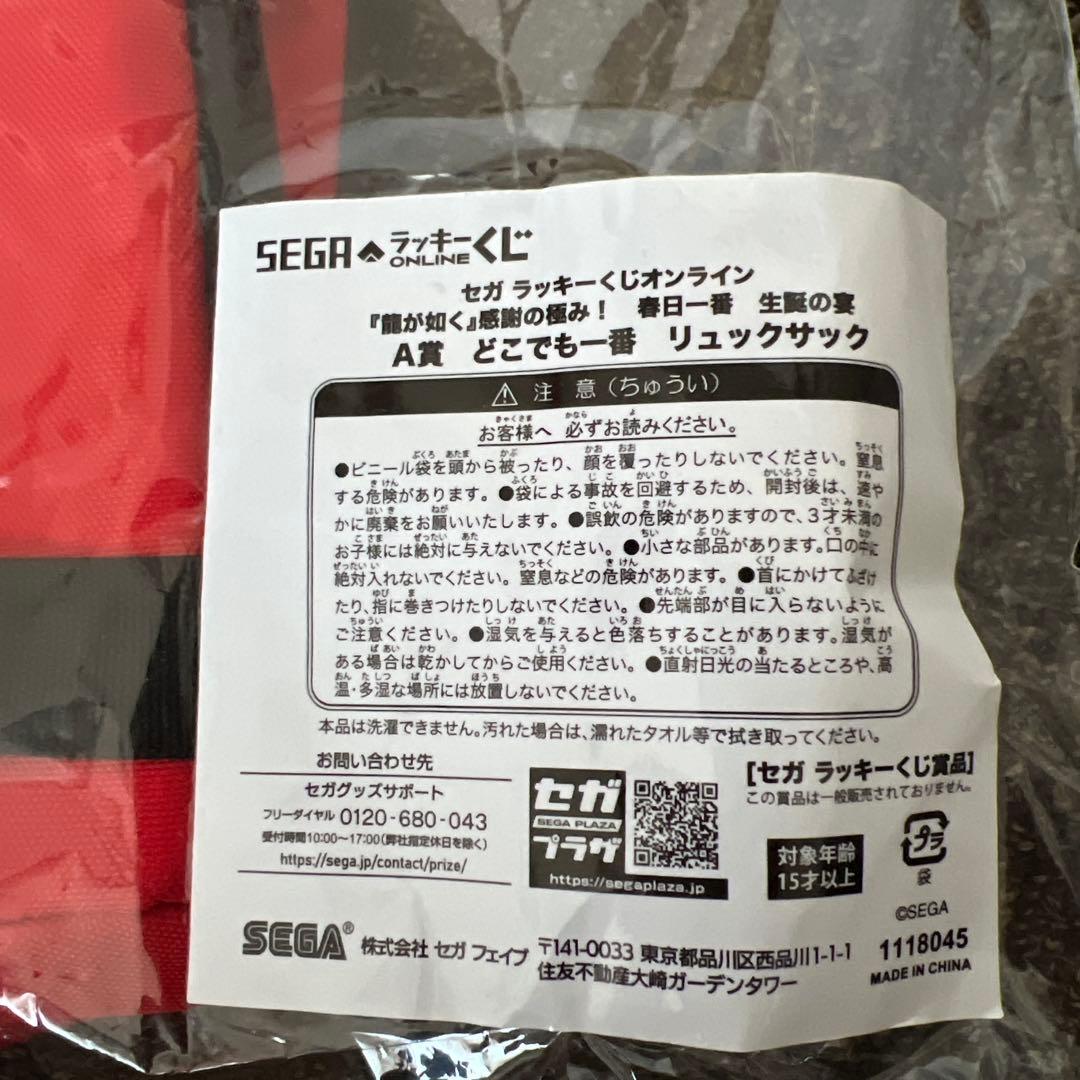 SEGA ラッキーくじ ONLINE
セガ ラッキーくじオンライン
『龍が如く』感謝の極み！ 春日一番 生誕の宴
A賞 どこでも一番 リュックサック
注 意（ちゅうい）
お客様へ 必ずお読みください。
●ビニール袋を頭から被ったり、顔を覆ったりしないでください。窒息
する危険があります。●袋による事故を回避するため、開封後は、速や
かに廃棄をお願いいたします。●誤飲の危険がありますので、3才未満の
お子様には絶対に与えないでください。●小さな部品があります。口の中に
絶対入れないでください。窒息などの危険があります。●首にかけてふざけ
たり、指に巻きつけたりしないでください。●先端部が目に入らないように
ご注意ください。●湿気を与えると色落ちすることがあります。湿気が
ある場合は乾かしてからご使用ください。●直射日光の当たるところや、高
温・多湿な場所には放置しないでください。
本品は洗濯できません。汚れた場合は、濡れたタオル等で拭き取ってください。
お問い合わせ先
セガグッズサポート
フリーダイヤル 0120-680-043
受付時間10:00〜17:00（弊社指定休日を除く）
https://sega.jp/contact/prize/
セガ
SEGA PLAZA
プラザ
https://segaplaza.jp
［セガ ラッキーくじ賞品］
この賞品は一般販売されておりません。
対象年齢
15才以上
プラ
袋
©SEGA
1118045
MADE IN CHINA
SEGA® 株式会社 セガ フェイブ 〒141-0033 東京都品川区西品川1-1-1
住友不動産大崎ガーデンタワー